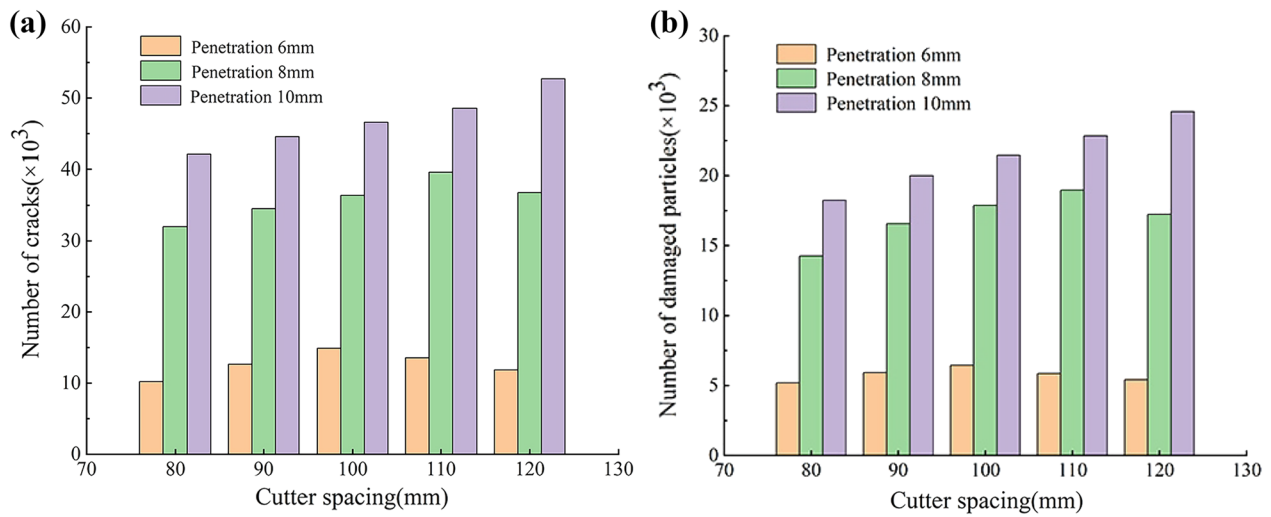 (a)
Number of cracks(×10³)
60
50
40
30
20
10
0
Penetration 6mm
Penetration 8mm
Penetration 10mm
70
80
90
100
110
120
130
Cutter spacing(mm)
(b)
Number of damaged particles(×10³)
30
25
20
15
10
5
0
Penetration 6mm
Penetration 8mm
Penetration 10mm
70
80
90
100
110
120
130
Cutter spacing(mm)